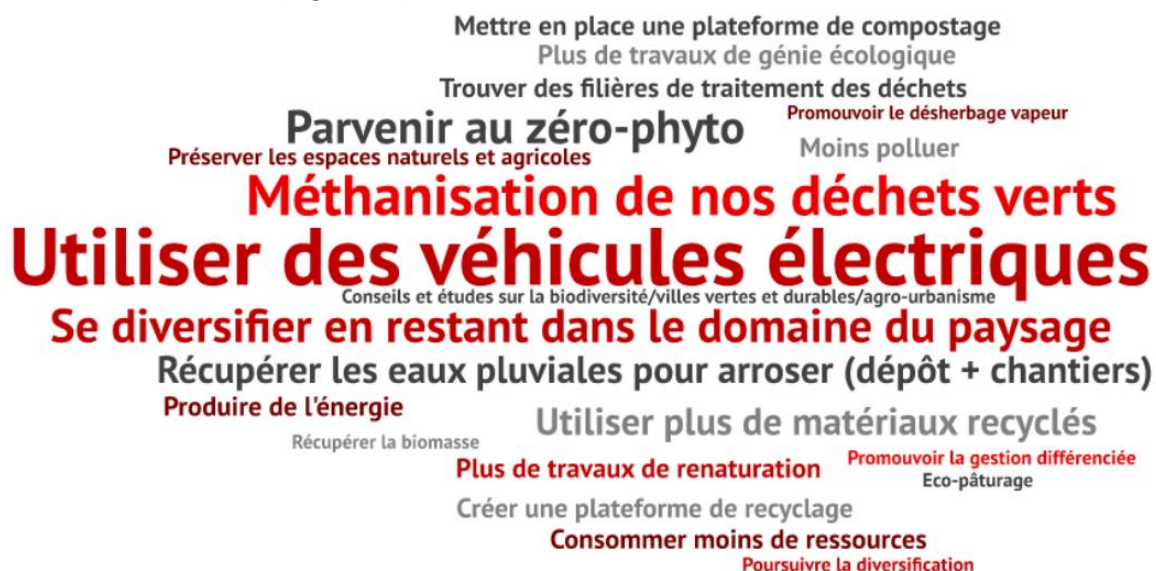 Mettre en place une plateforme de compostage
Plus de travaux de génie écologique
Trouver des filières de traitement des déchets
Promouvoir le désherbage vapeur
Parvenir au zéro-phyto
Moins polluer
Préserver les espaces naturels et agricoles
Méthanisation de nos déchets verts
Utiliser des véhicules électriques
Conseils et études sur la biodiversité/villes vertes et durables/agro-urbanisme
Se diversifier en restant dans le domaine du paysage
Récupérer les eaux pluviales pour arroser (dépôt + chantiers)
Produire de l'énergie
Utiliser plus de matériaux recyclés
Récupérer la biomasse
Promouvoir la gestion différenciée
Plus de travaux de renaturation
Eco-pâturage
Créer une plateforme de recyclage
Consommer moins de ressources
Poursuivre la diversification